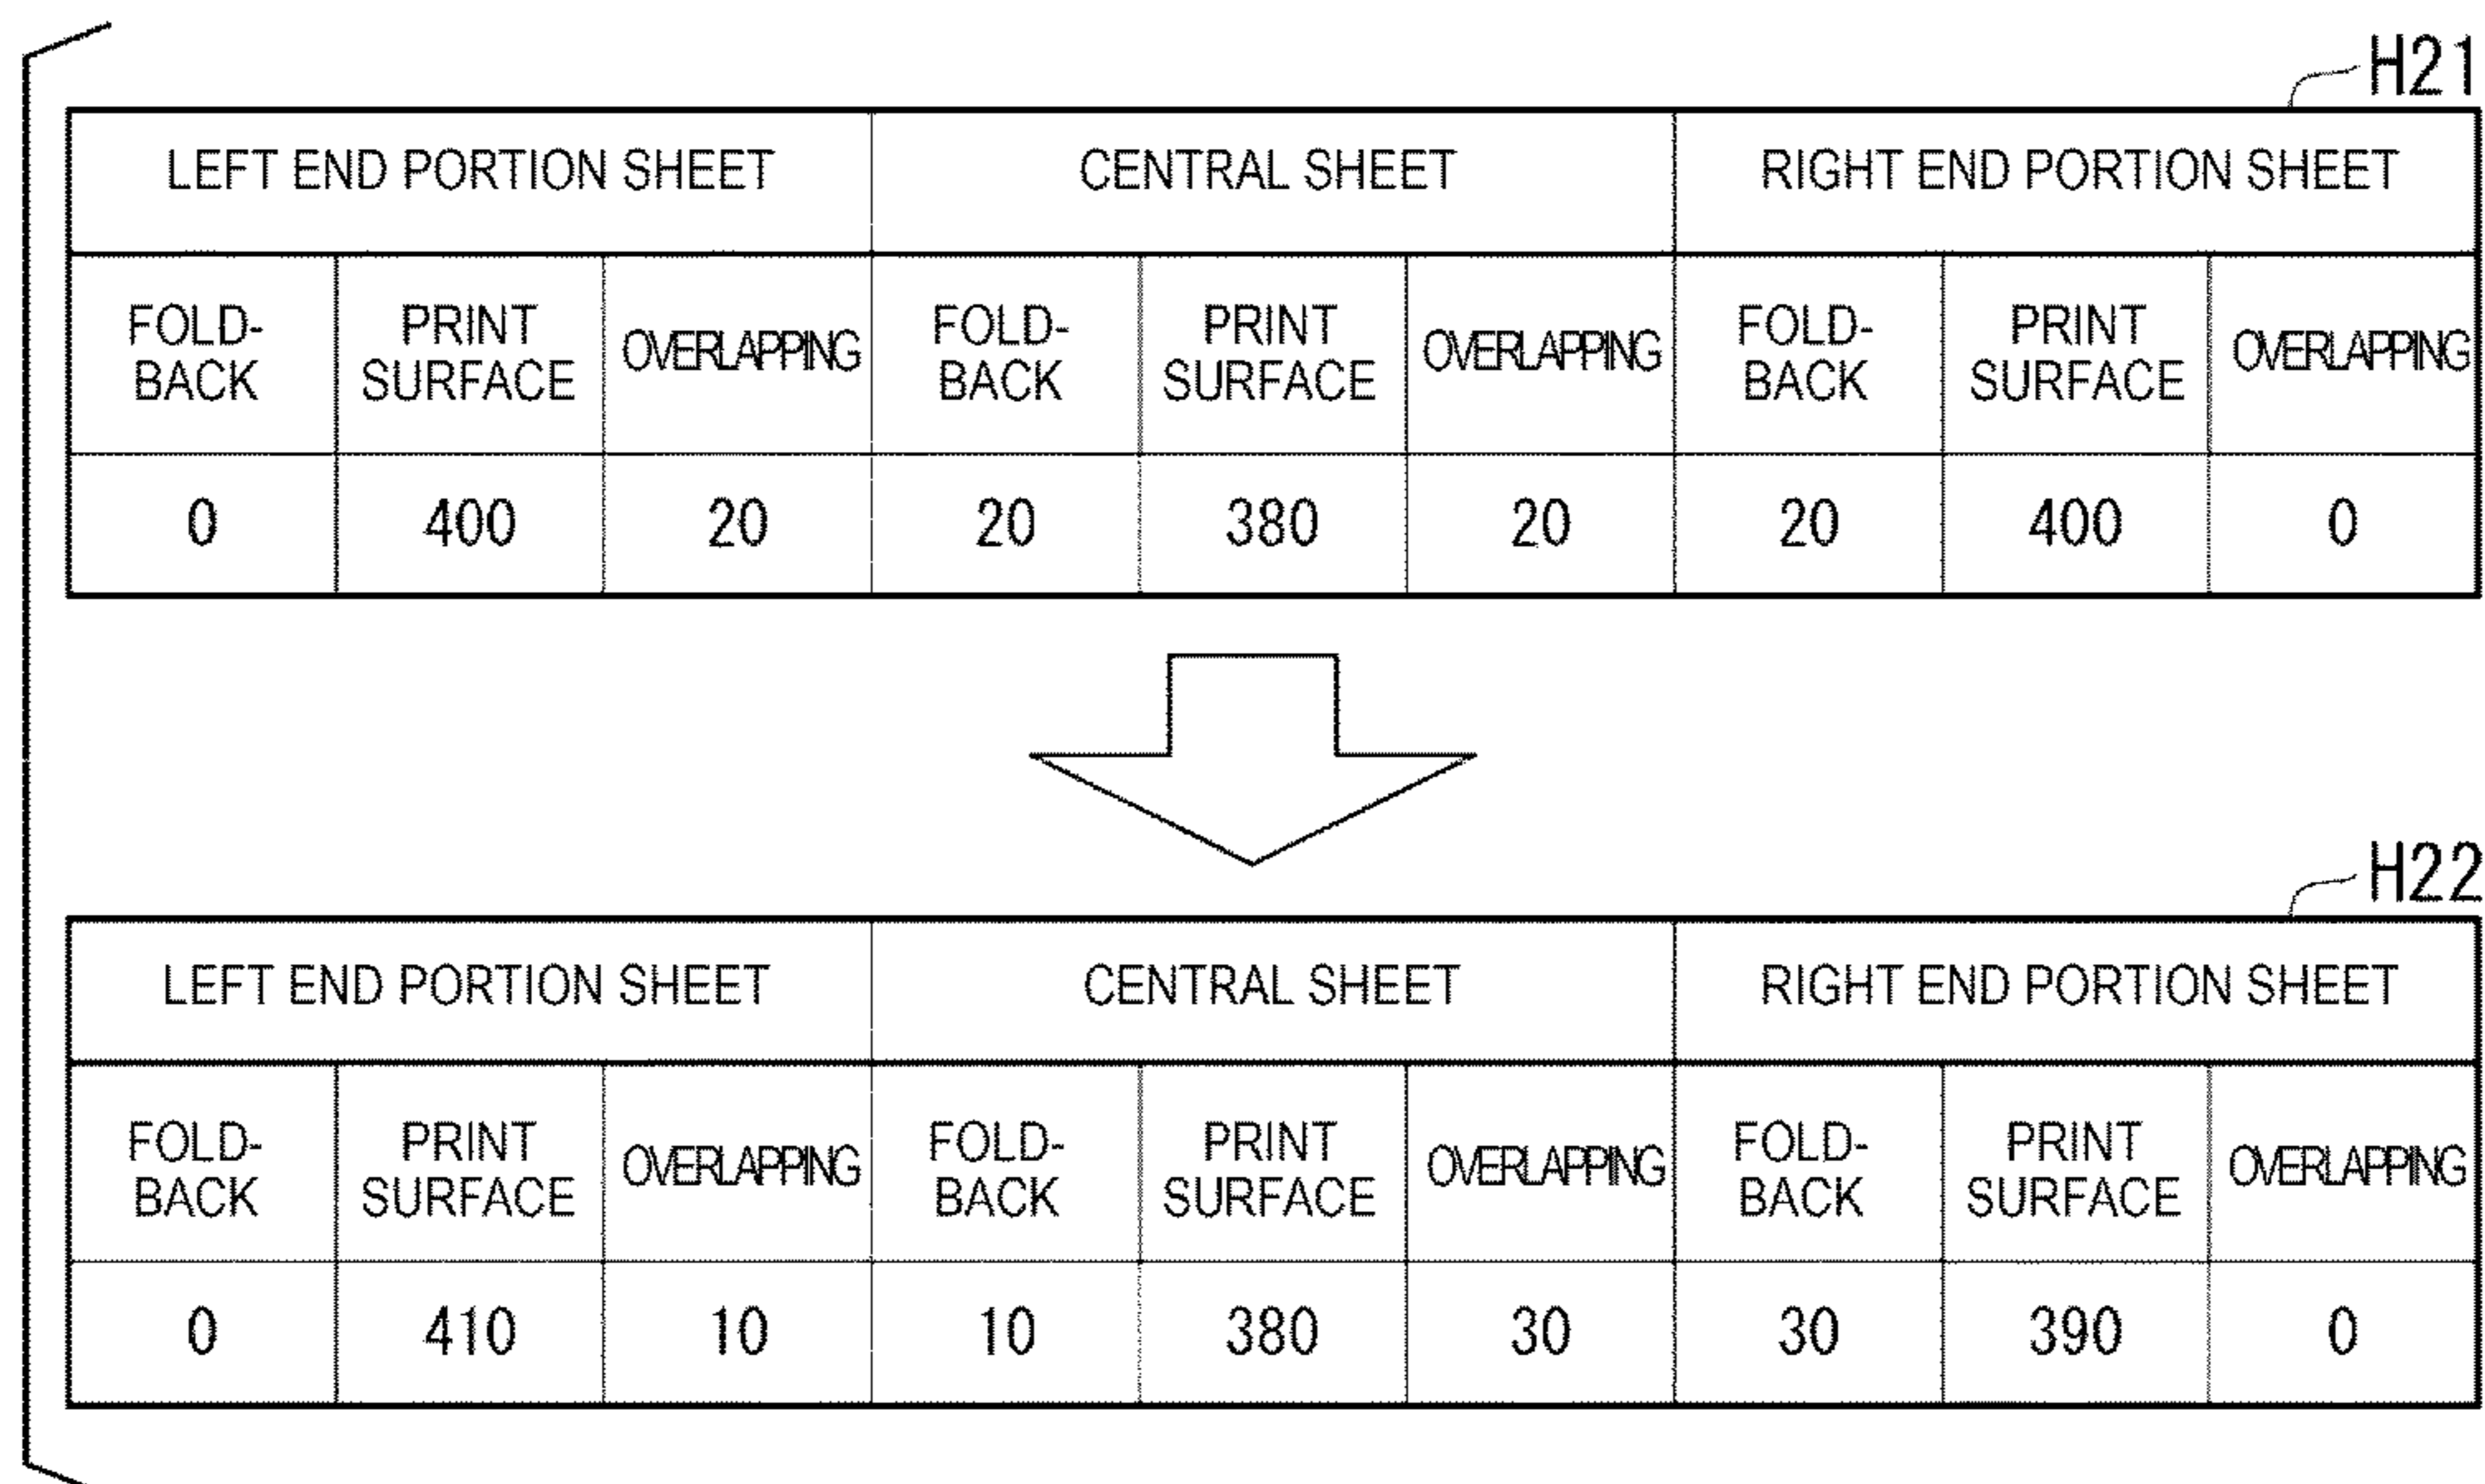 H21
LEFT END PORTION SHEET CENTRAL SHEET RIGHT END PORTION SHEET
FOLD-BACK PRINT SURFACE OVERLAPPING FOLD-BACK PRINT SURFACE OVERLAPPING FOLD-BACK PRINT SURFACE OVERLAPPING
0 400 20 20 380 20 20 400 0
H22
LEFT END PORTION SHEET CENTRAL SHEET RIGHT END PORTION SHEET
FOLD-BACK PRINT SURFACE OVERLAPPING FOLD-BACK PRINT SURFACE OVERLAPPING FOLD-BACK PRINT SURFACE OVERLAPPING
0 410 10 10 380 30 30 390 0